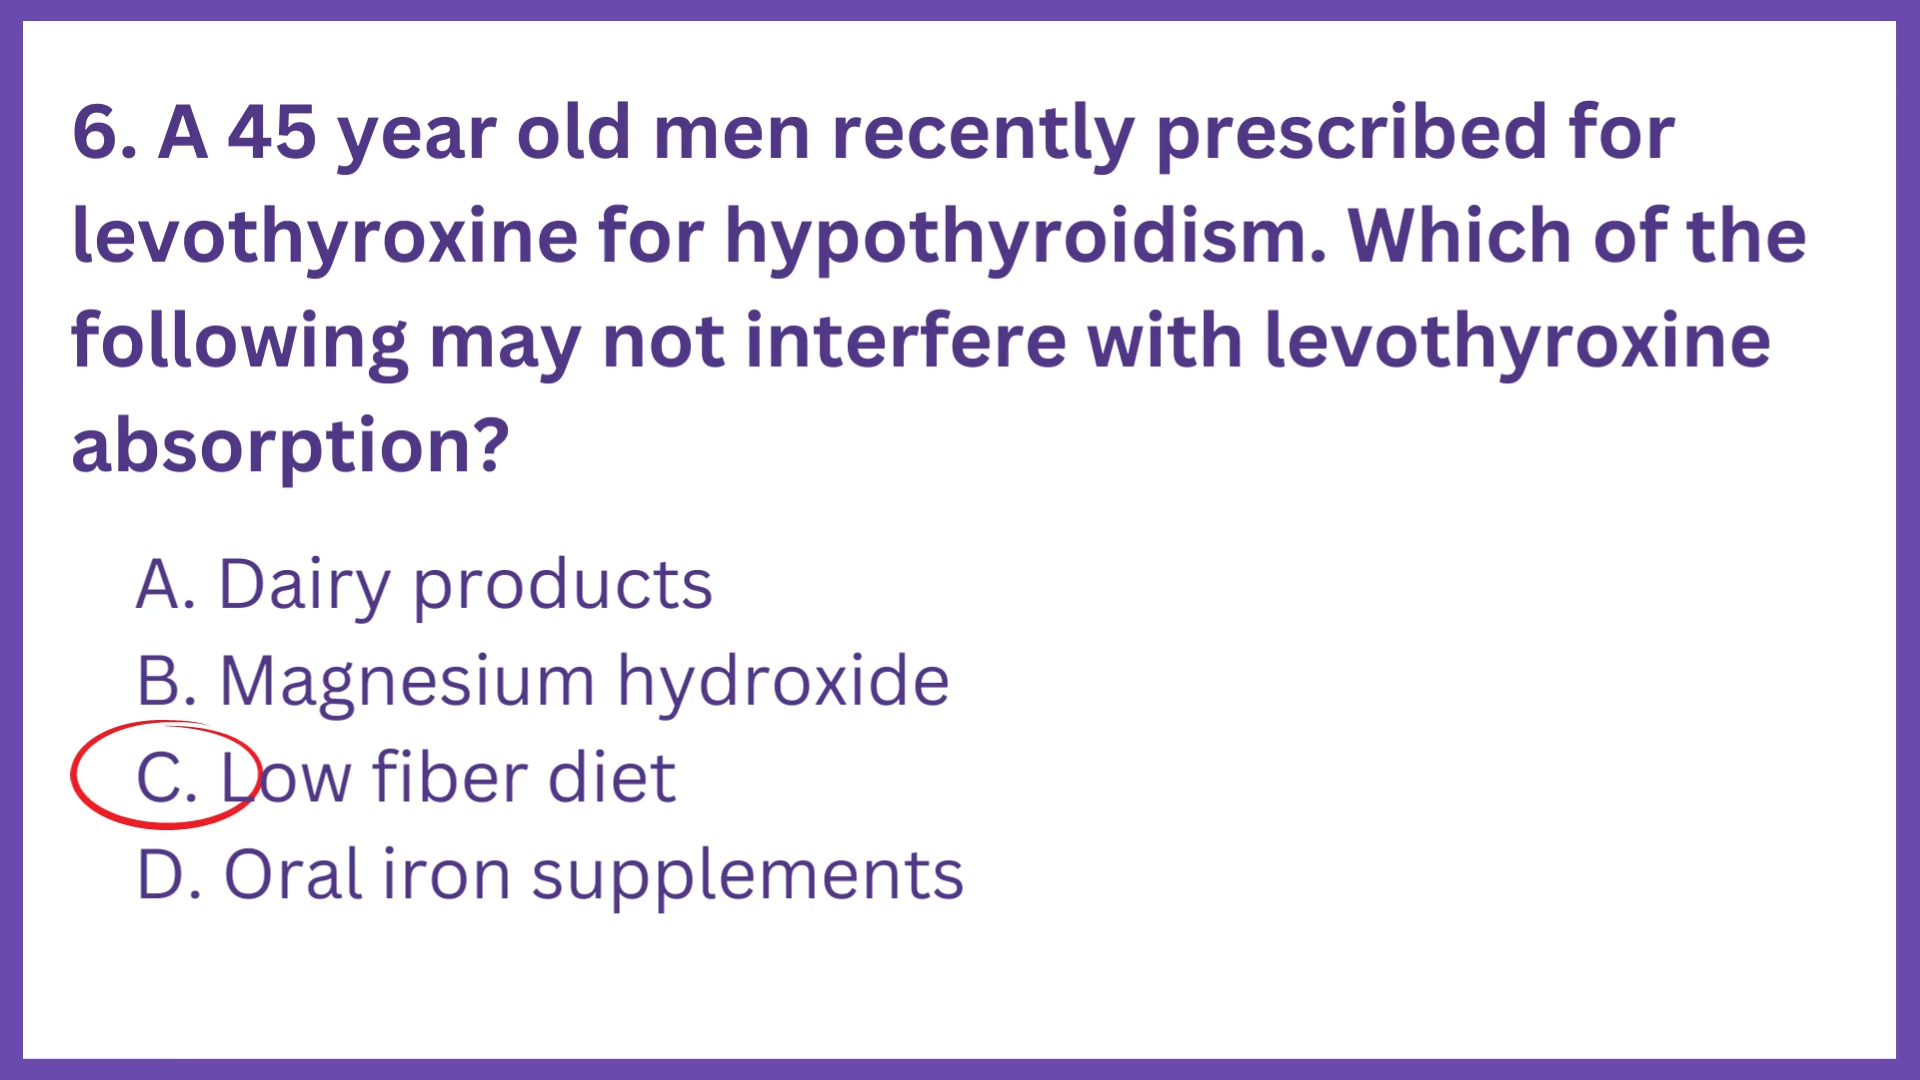 6. A 45 year old men recently prescribed for
levothyroxine for hypothyroidism. Which of the
following may not interfere with levothyroxine
absorption?
A. Dairy products
B. Magnesium hydroxide
C. Low fiber diet
D. Oral iron supplements